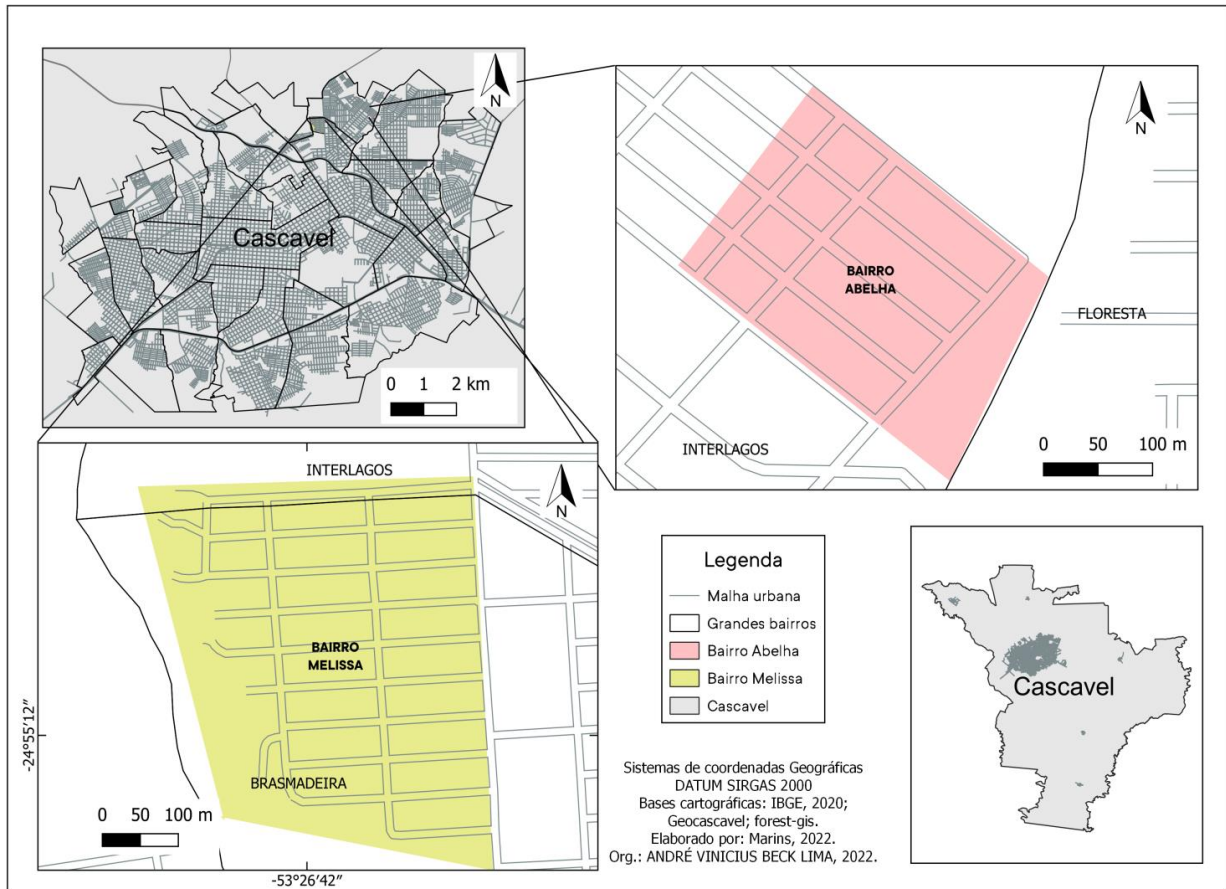 N
Cascavel
0 1 2 km
N
BAIRRO
ABELHA
FLORESTA
INTERLAGOS
0 50 100 m
INTERLAGOS
N
BAIRRO
MELISSA
BRASMADEIRA
0 50 100 m
-24°55'12"
-53°26'42"
Legenda
Malha urbana
Grandes bairros
Bairro Abelha
Bairro Melissa
Cascavel
Sistemas de coordenadas Geográficas
DATUM SIRGAS 2000
Bases cartográficas: IBGE, 2020;
Geocascavel; forest-gis.
Elaborado por: Marins, 2022.
Org.: ANDRÉ VINICIUS BECK LIMA, 2022.
Cascavel